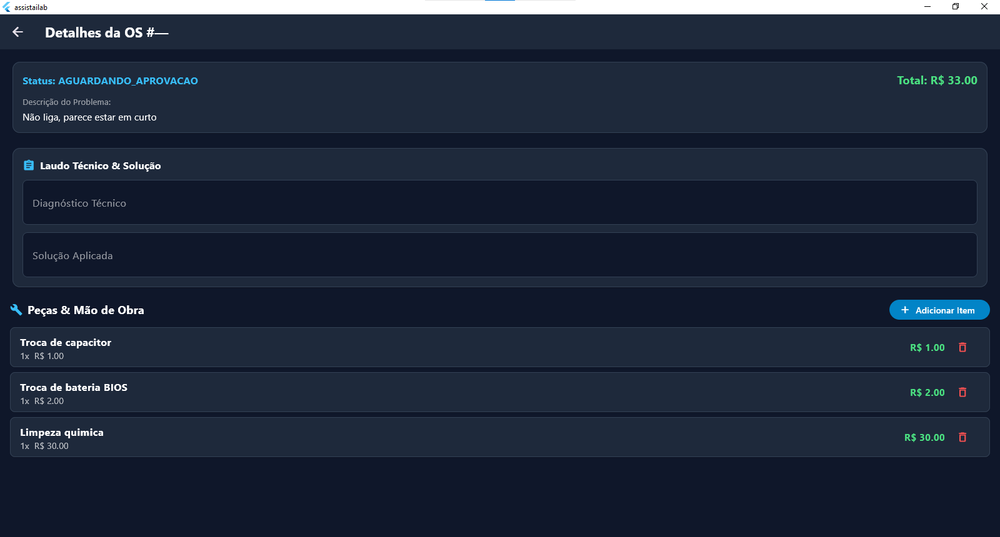 assistailab
Detalhes da OS #—
Status: AGUARDANDO_APROVACAO
Total: R$ 33.00
Descrição do Problema:
Não liga, parece estar em curto
Laudo Técnico & Solução
Diagnóstico Técnico
Solução Aplicada
Peças & Mão de Obra
+ Adicionar Item
Troca de capacitor
1x R$ 1.00
R$ 1.00
Troca de bateria BIOS
1x R$ 2.00
R$ 2.00
Limpeza quimica
1x R$ 30.00
R$ 30.00